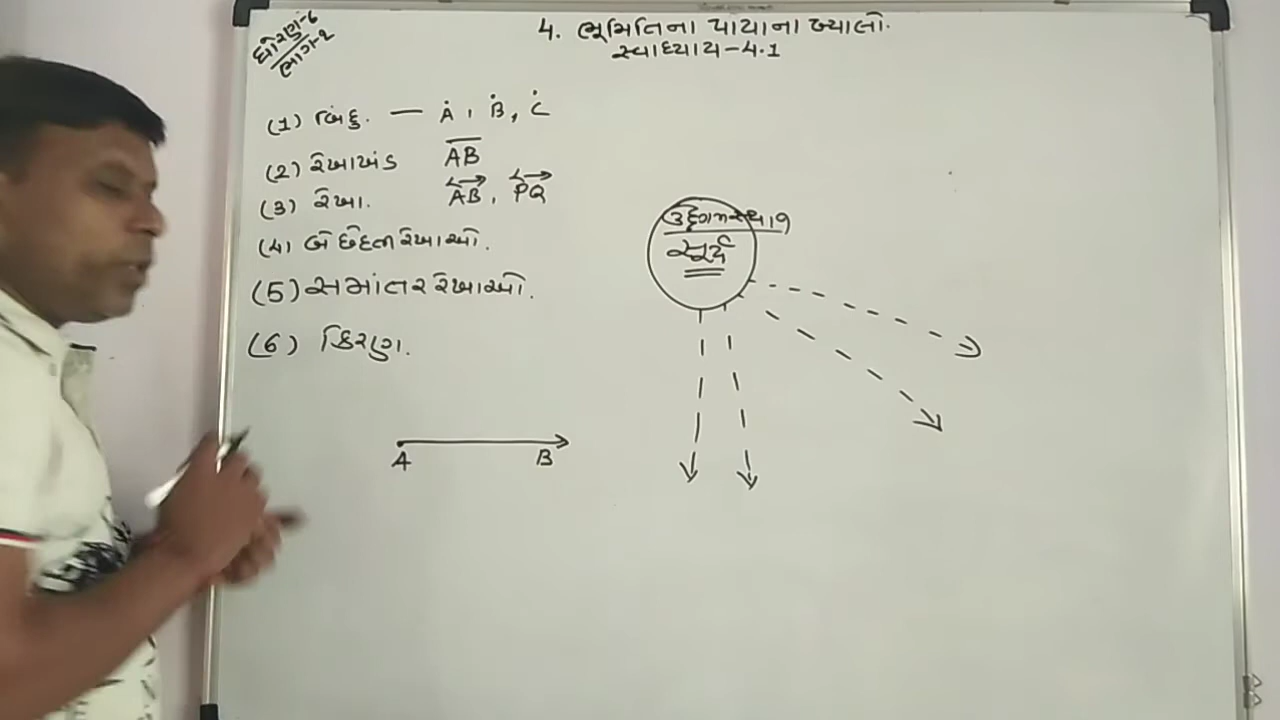 ધોરણ-6
ભાગ-2
4. ભૂમિતિના પાયાના ખ્યાલો.
સ્વાધ્યાય-4.1
(1) બિંદુ. — A, B, C
(2) રેખાખંડ AB
(3) રેખા. AB, PQ
(4) બે છેદતી રેખાઓ.
(5) સમાંતર રેખાઓ.
(6) કિરણ.
ઉદ્દગમસ્થાન
સૂર્ય
A B